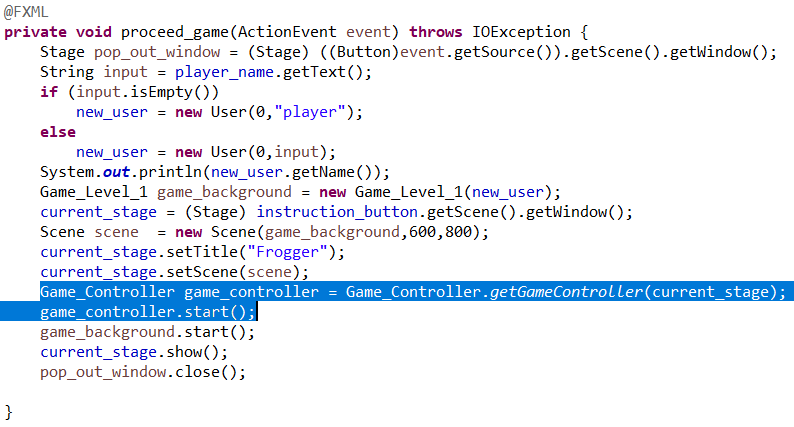 @FXML
private void proceed_game(ActionEvent event) throws IOException {
Stage pop_out_window = (Stage) ((Button)event.getSource()).getScene().getWindow();
String input = player_name.getText();
if (input.isEmpty())
new_user = new User(0,"player");
else
new_user = new User(0,input);
System.out.println(new_user.getName());
Game_Level_1 game_background = new Game_Level_1(new_user);
current_stage = (Stage) instruction_button.getScene().getWindow();
Scene scene  = new Scene(game_background,600,800);
current_stage.setTitle("Frogger");
current_stage.setScene(scene);
Game_Controller game_controller = Game_Controller.getGameController(current_stage);
game_controller.start();
game_background.start();
current_stage.show();
pop_out_window.close();
}